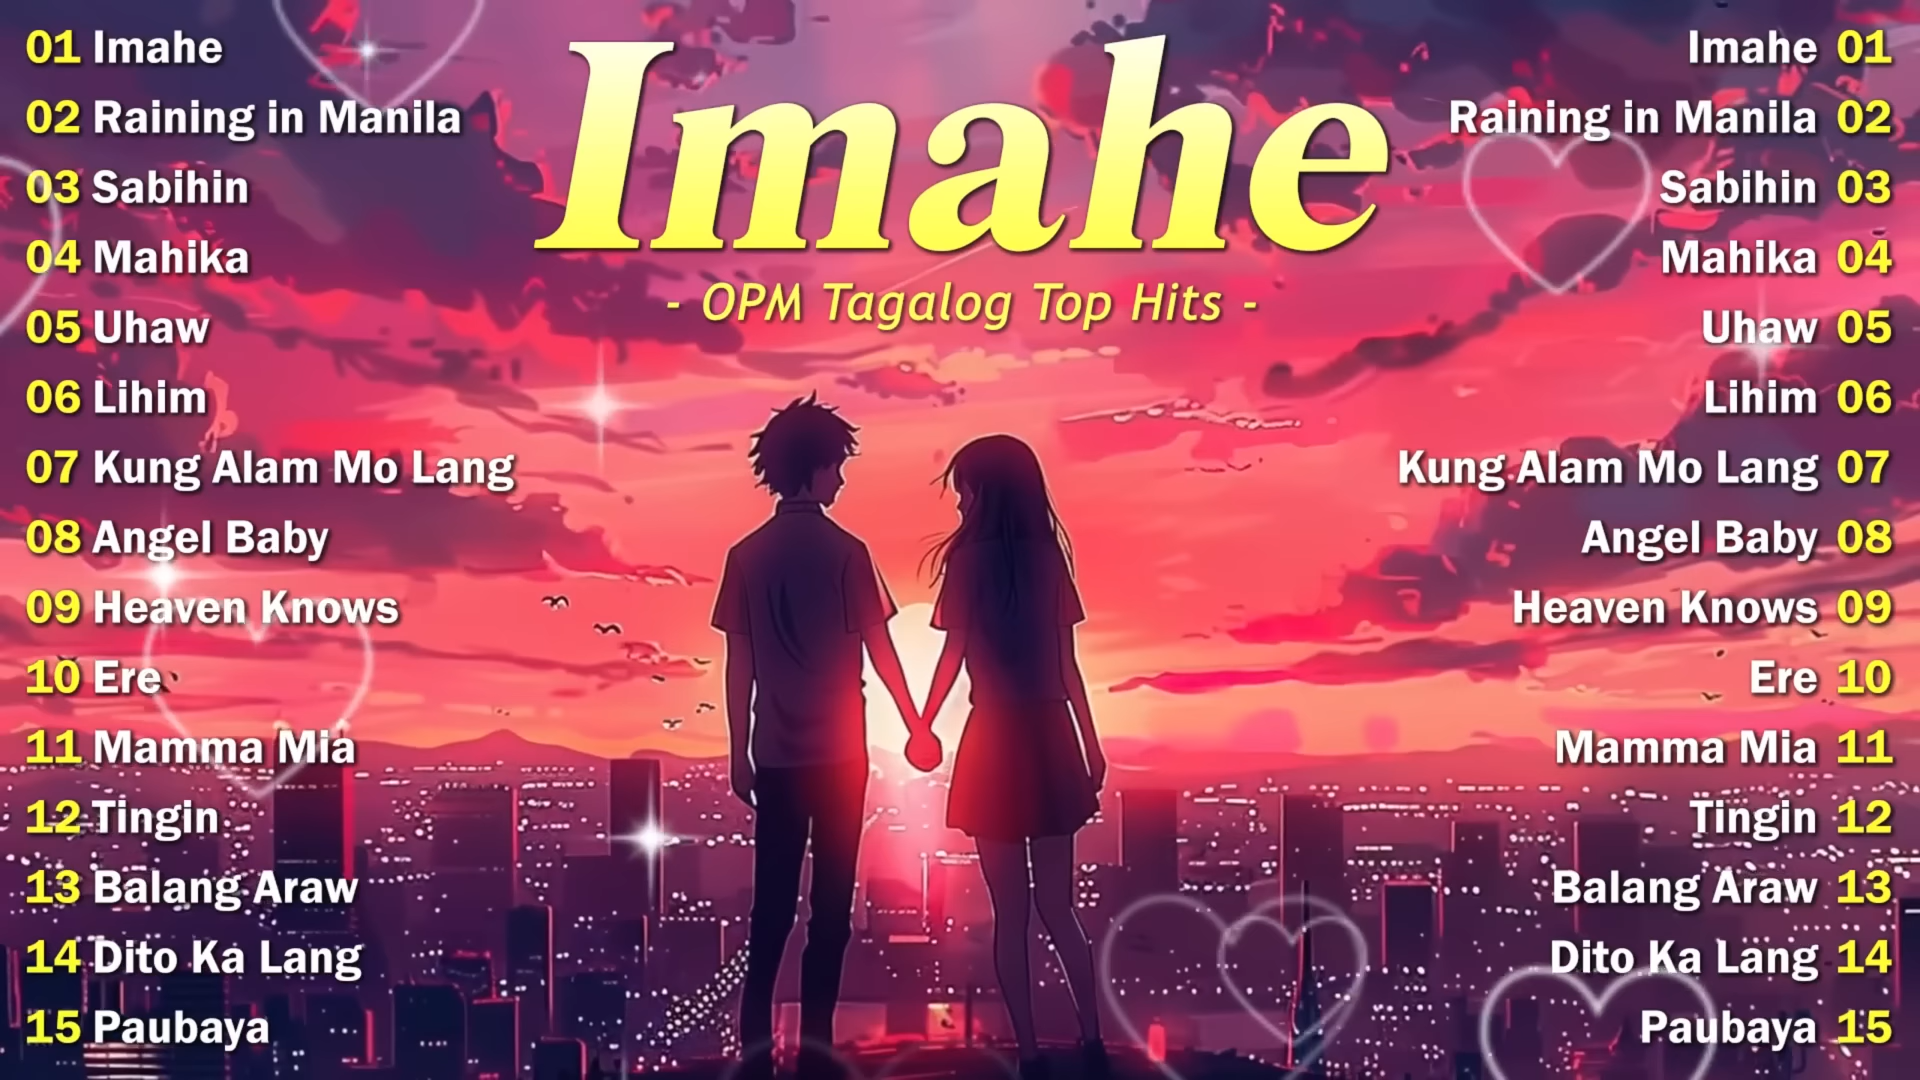 Imahe
- OPM Tagalog Top Hits -
01 Imahe
02 Raining in Manila
03 Sabihin
04 Mahika
05 Uhaw
06 Lihim
07 Kung Alam Mo Lang
08 Angel Baby
09 Heaven Knows
10 Ere
11 Mamma Mia
12 Tingin
13 Balang Araw
14 Dito Ka Lang
15 Paubaya
Imahe 01
Raining in Manila 02
Sabihin 03
Mahika 04
Uhaw 05
Lihim 06
Kung Alam Mo Lang 07
Angel Baby 08
Heaven Knows 09
Ere 10
Mamma Mia 11
Tingin 12
Balang Araw 13
Dito Ka Lang 14
Paubaya 15